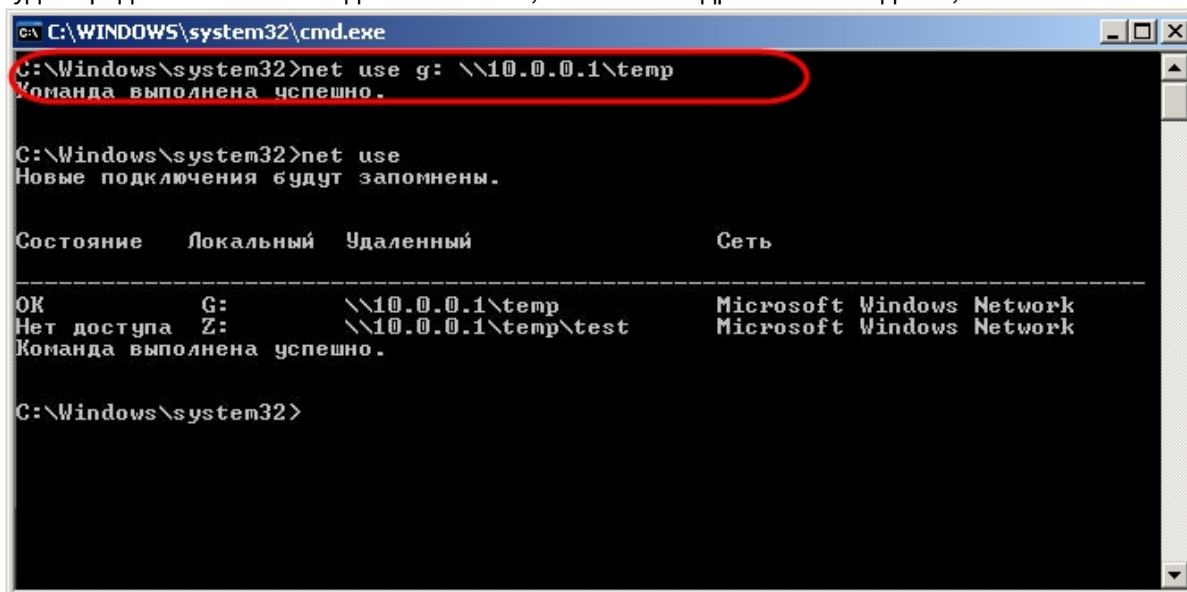 C:\WINDOWS\system32\cmd.exe
C:\Windows\system32>net use g: \\10.0.0.1\temp
Команда выполнена успешно.
C:\Windows\system32>net use
Новые подключения будут запомнены.
Состояние Локальный Удаленный Сеть
-------------------------------------------------------------------------------
OK G: \\10.0.0.1\temp Microsoft Windows Network
Нет доступа Z: \\10.0.0.1\temp\test Microsoft Windows Network
Команда выполнена успешно.
C:\Windows\system32>